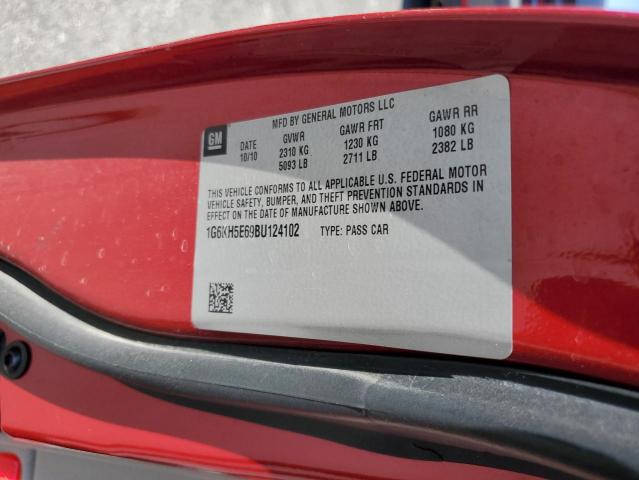 MFD BY GENERAL MOTORS LLC
GM DATE GVWR GAWR FRT GAWR RR
10/10 2310 KG 1230 KG 1080 KG
5093 LB 2711 LB 2382 LB
THIS VEHICLE CONFORMS TO ALL APPLICABLE U.S. FEDERAL MOTOR
VEHICLE SAFETY, BUMPER, AND THEFT PREVENTION STANDARDS IN
EFFECT ON THE DATE OF MANUFACTURE SHOWN ABOVE.
1G6KH5E69BU124102 TYPE: PASS CAR